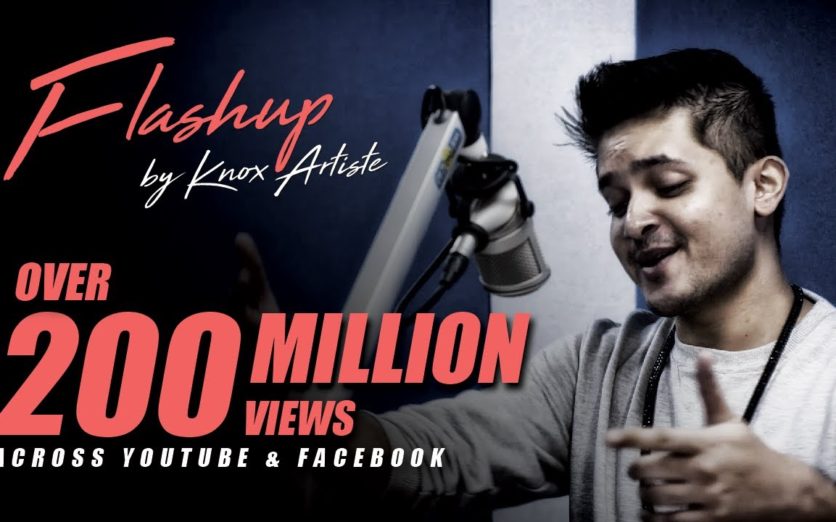 Flashup
by Knox Artiste
OVER
200 MILLION
VIEWS
ACROSS YOUTUBE & FACEBOOK